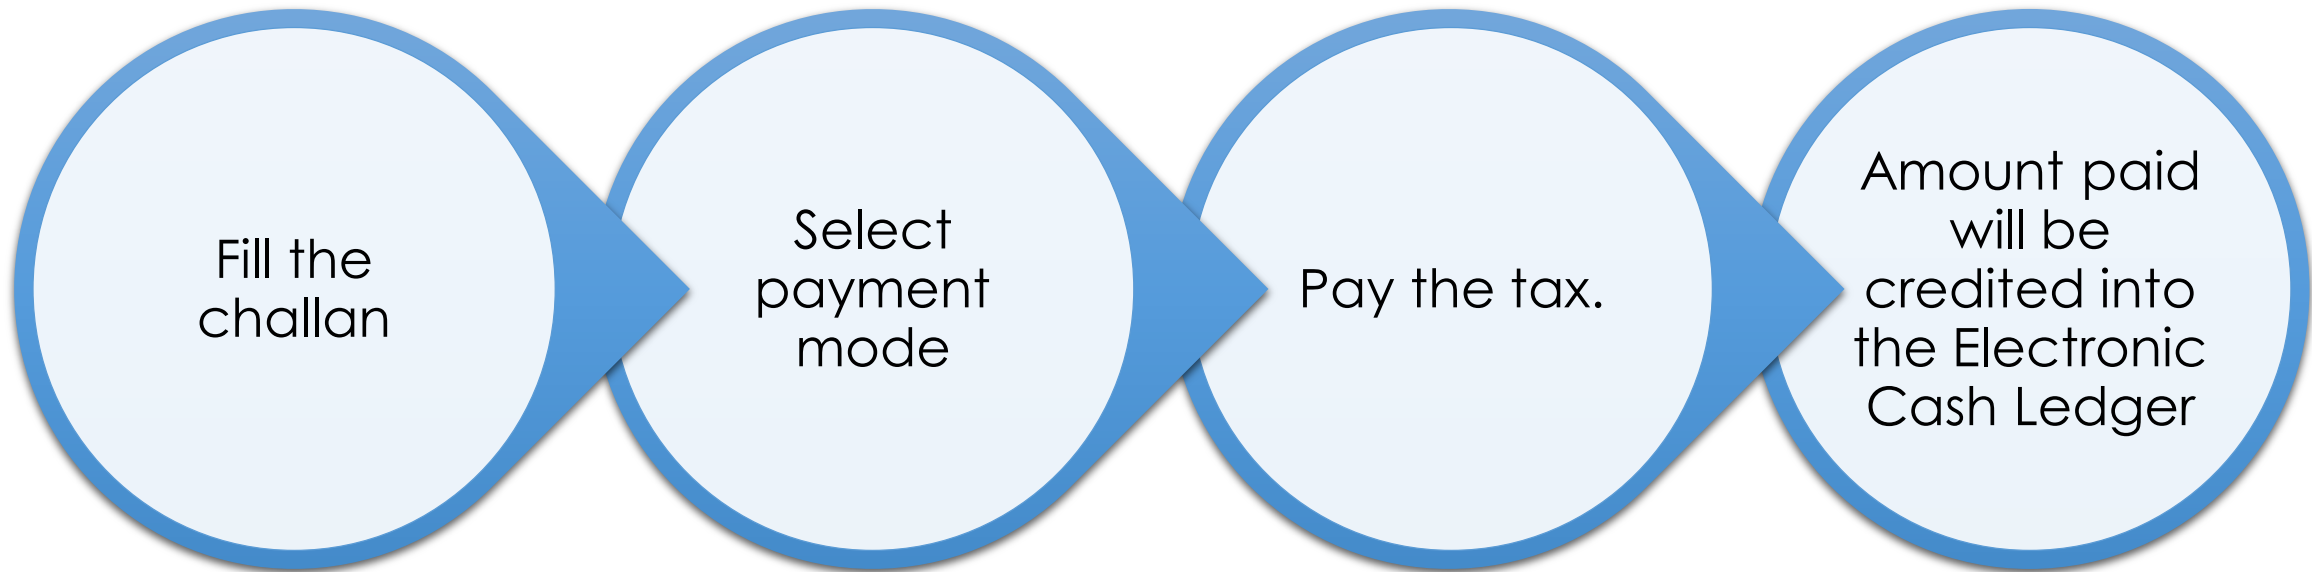 Fill the
challan
Select
payment
mode
Pay the tax.
Amount paid
will be
credited into
the Electronic
Cash Ledger